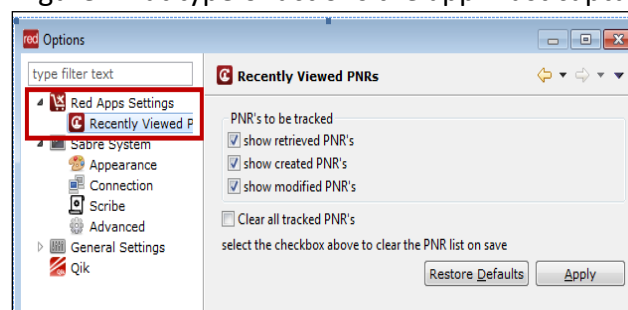 red Options
type filter text
Recently Viewed PNRs
Red Apps Settings
Recently Viewed P
Sabre System
Appearance
Connection
Scribe
Advanced
General Settings
Qik
PNR's to be tracked
show retrieved PNR's
show created PNR's
show modified PNR's
Clear all tracked PNR's
select the checkbox above to clear the PNR list on save
Restore Defaults
Apply